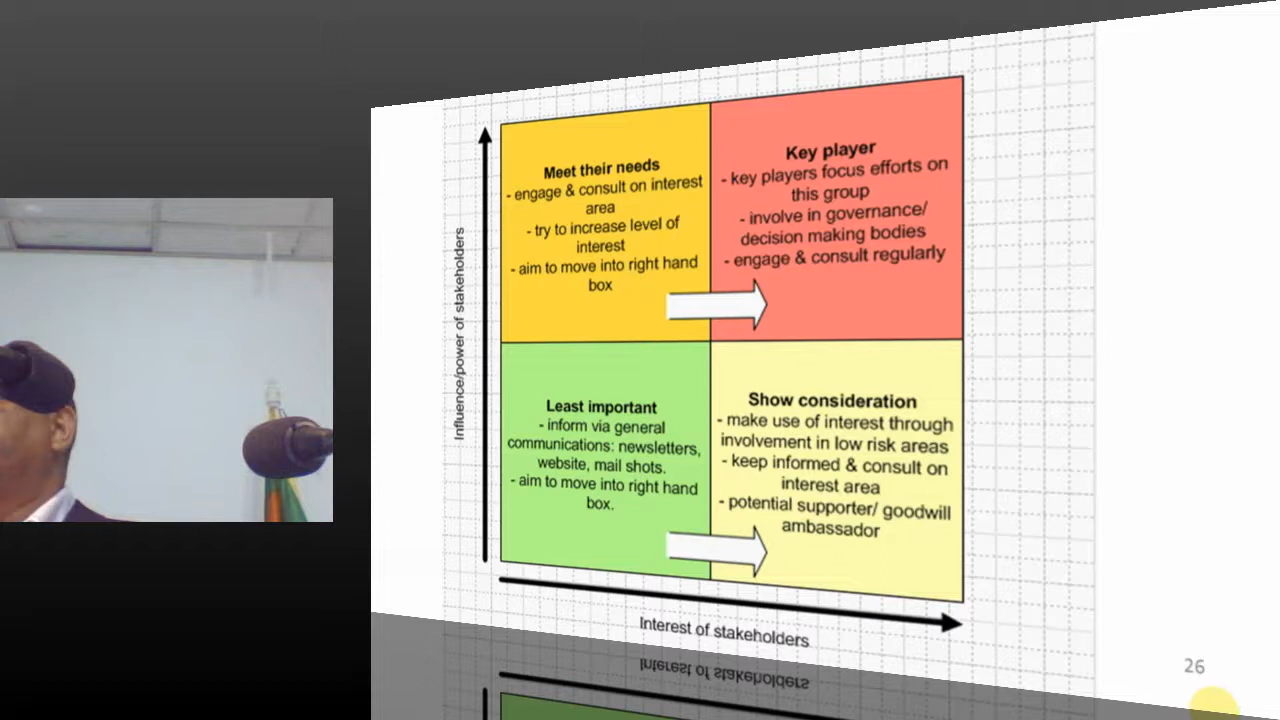 Influence/power of stakeholders
Meet their needs
- engage & consult on interest
area
- try to increase level of
interest
- aim to move into right hand
box
Key player
- key players focus efforts on
this group
- involve in governance/
decision making bodies
- engage & consult regularly
Least important
- inform via general
communications: newsletters,
website, mail shots.
- aim to move into right hand
box.
Show consideration
- make use of interest through
involvement in low risk areas
- keep informed & consult on
interest area
- potential supporter/ goodwill
ambassador
Interest of stakeholders
Interest of stakeholders
26